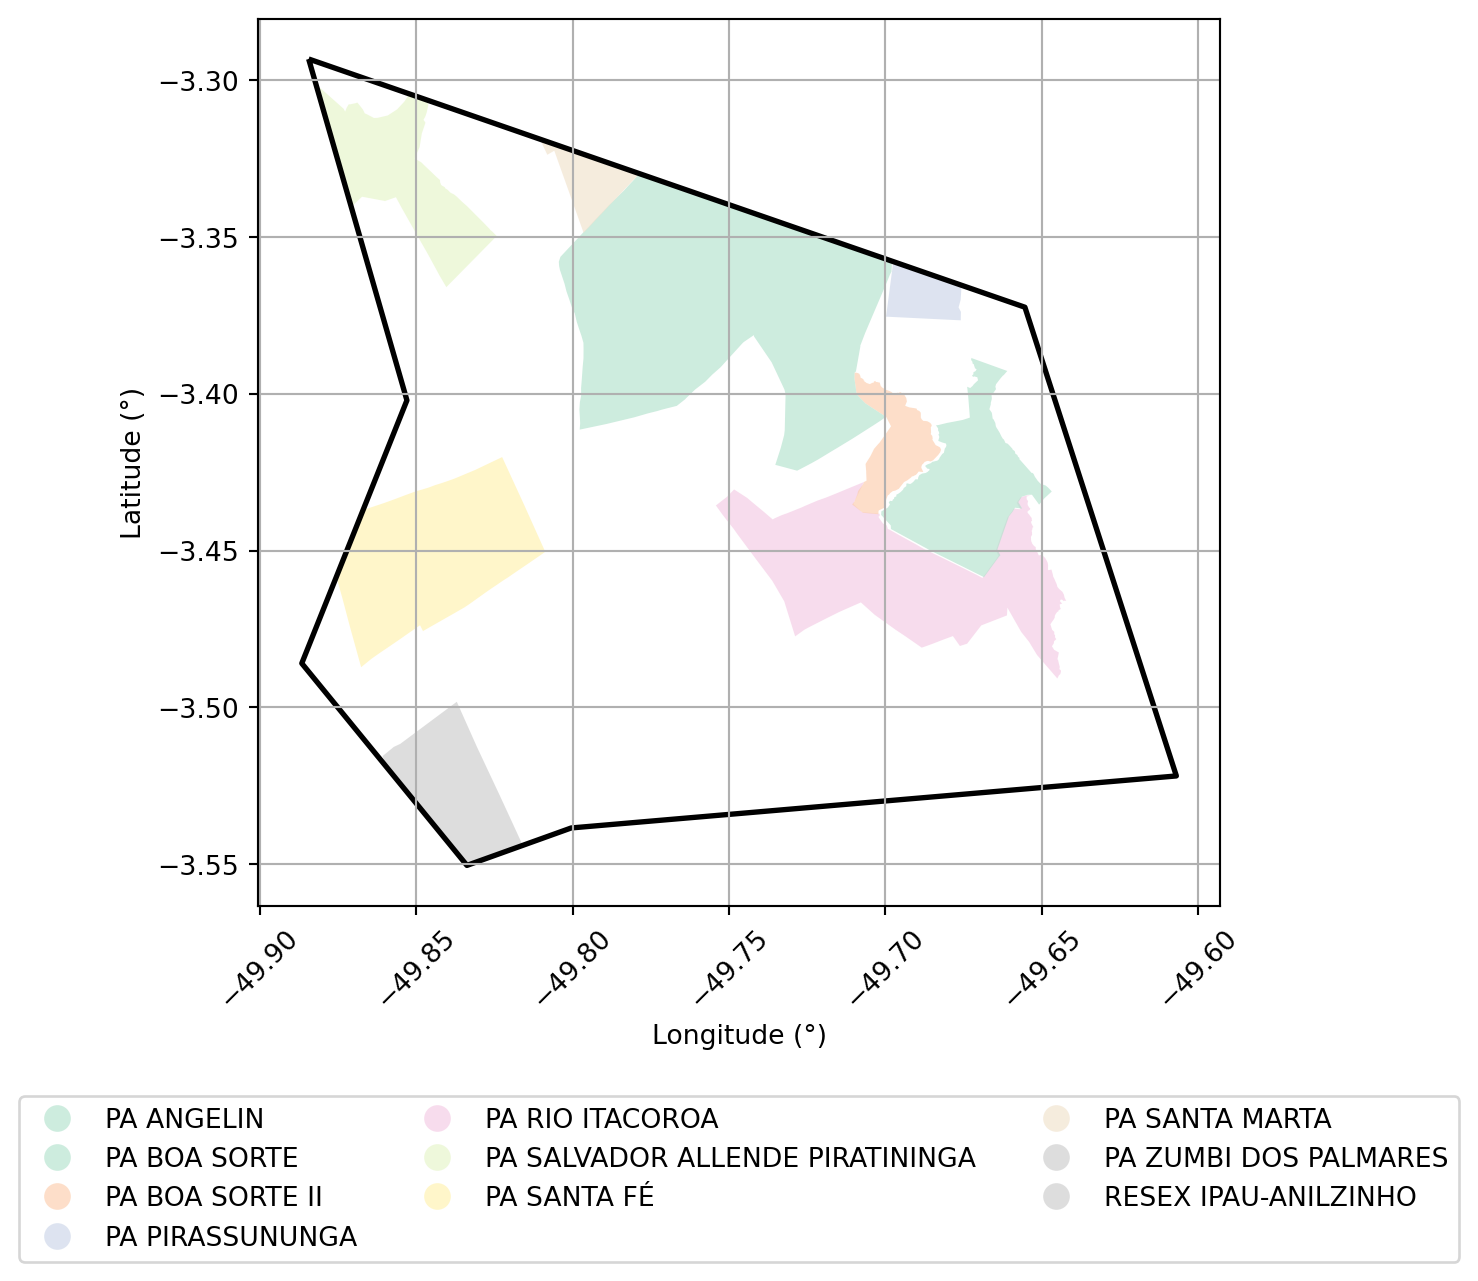 −3.30
−3.35
−3.40
−3.45
−3.50
−3.55
Latitude (°)
−49.90
−49.85
−49.80
−49.75
−49.70
−49.65
−49.60
Longitude (°)
PA ANGELIN
PA BOA SORTE
PA BOA SORTE II
PA PIRASSUNUNGA
PA RIO ITACOROA
PA SALVADOR ALLENDE PIRATININGA
PA SANTA FÉ
PA SANTA MARTA
PA ZUMBI DOS PALMARES
RESEX IPAU-ANILZINHO